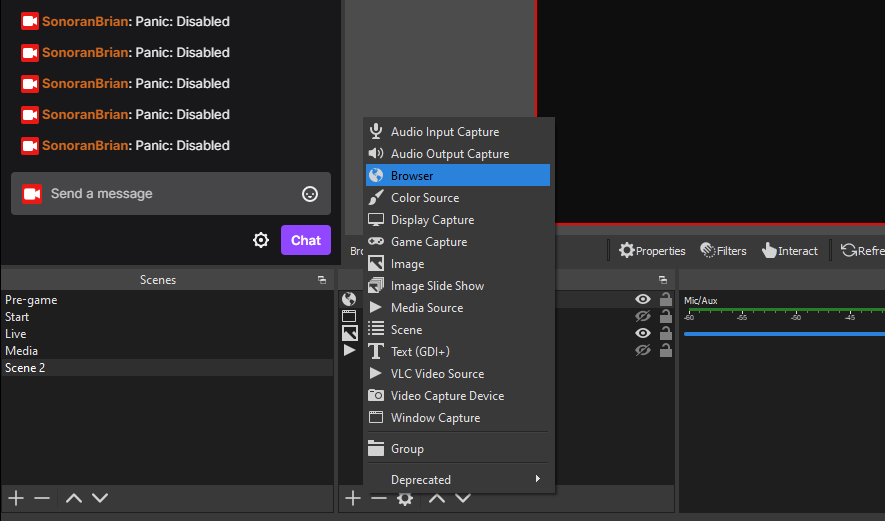 SonoranBrian: Panic: Disabled
SonoranBrian: Panic: Disabled
SonoranBrian: Panic: Disabled
SonoranBrian: Panic: Disabled
SonoranBrian: Panic: Disabled
Send a message
Chat
Audio Input Capture
Audio Output Capture
Browser
Color Source
Display Capture
Game Capture
Image
Image Slide Show
Media Source
Scene
Text (GDI+)
VLC Video Source
Video Capture Device
Window Capture
Group
Deprecated
Bro
Properties
Filters
Interact
Refre
Scenes
Pre-game
Start
Live
Media
Scene 2
Mic/Aux
-60 -55 -50 -45